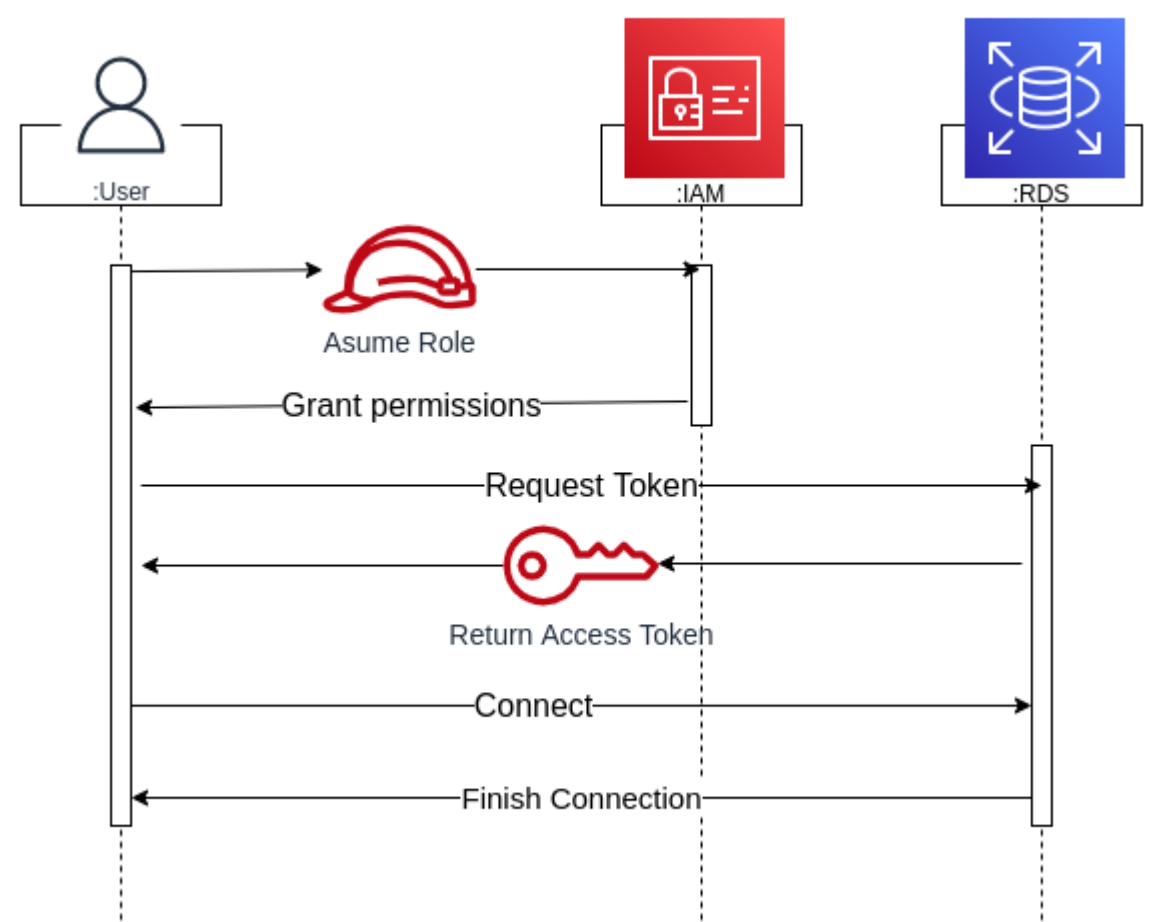 :User
:IAM
:RDS
Asume Role
Grant permissions
Request Token
Return Access Token
Connect
Finish Connection